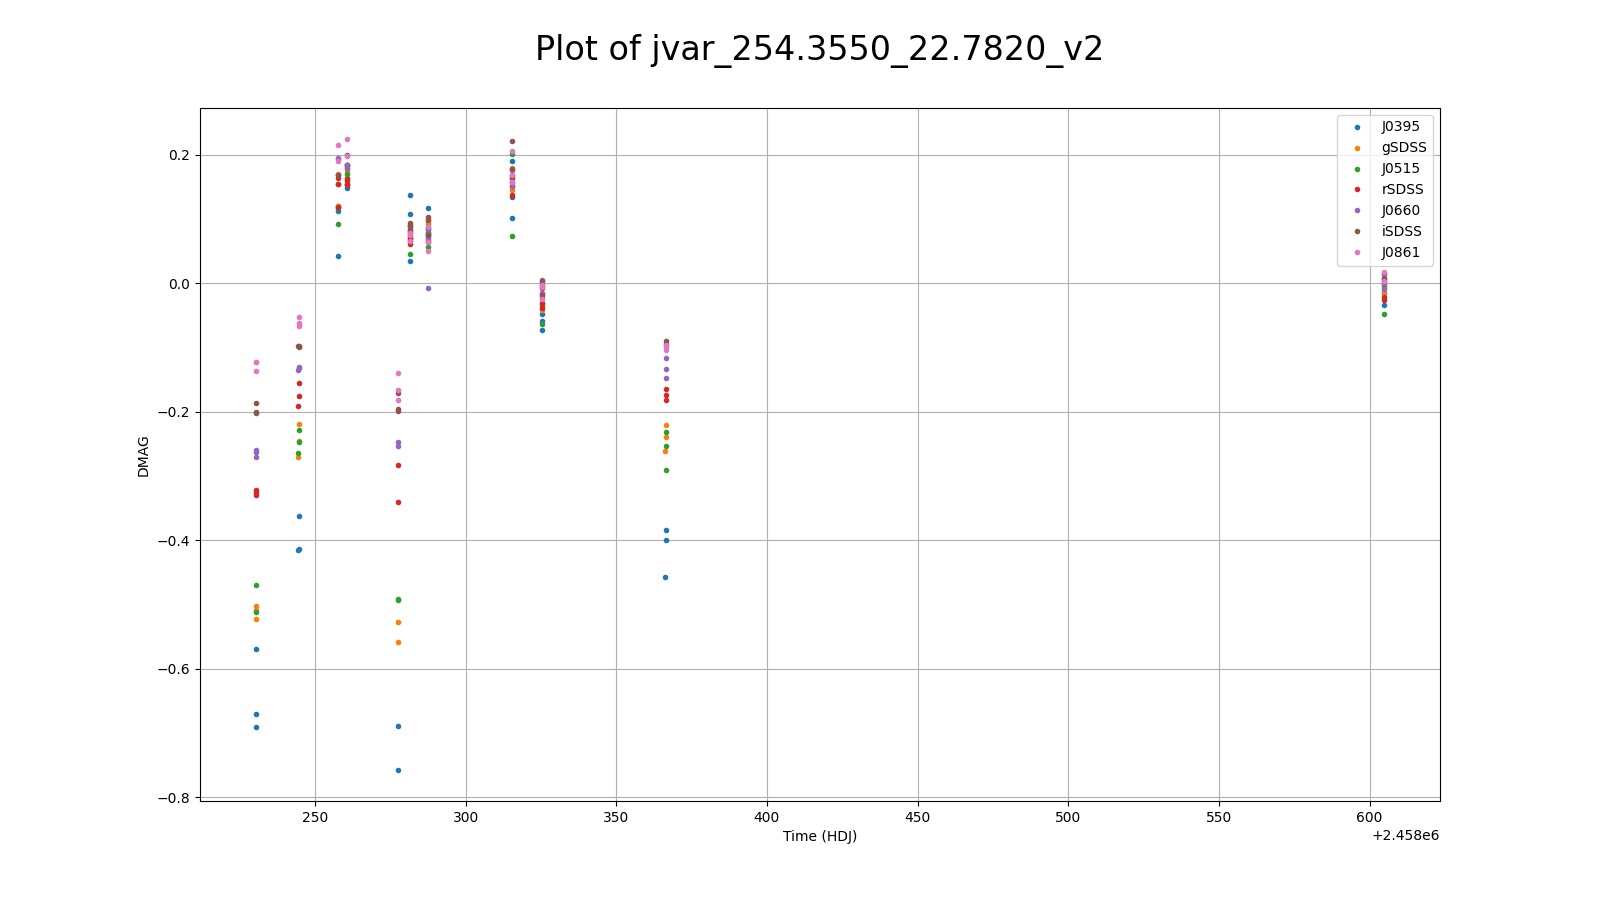 Plot of jvar_254.3550_22.7820_v2
J0395
gSDSS
J0515
rSDSS
J0660
iSDSS
J0861
DMAG
0.2
0.0
−0.2
−0.4
−0.6
−0.8
250 300 350 400 450 500 550 600
Time (HDJ)
+2.458e6